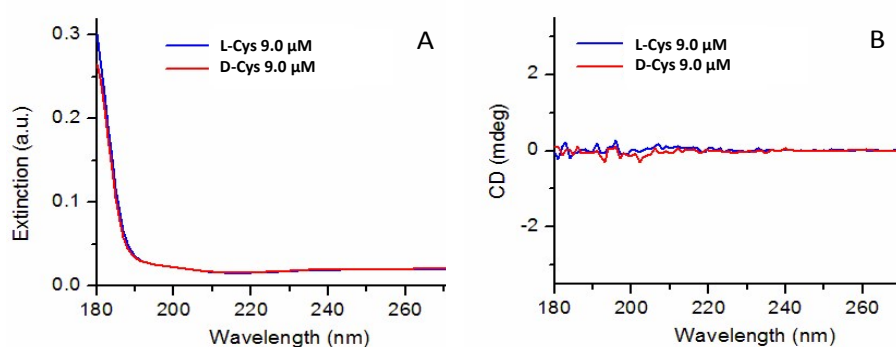 A
L-Cys 9.0 µM
D-Cys 9.0 µM
0.3
0.2
0.1
0.0
Extinction (a.u.)
180 200 220 240 260
Wavelength (nm)
B
L-Cys 9.0 µM
D-Cys 9.0 µM
2
0
-2
CD (mdeg)
180 200 220 240 260
Wavelength (nm)